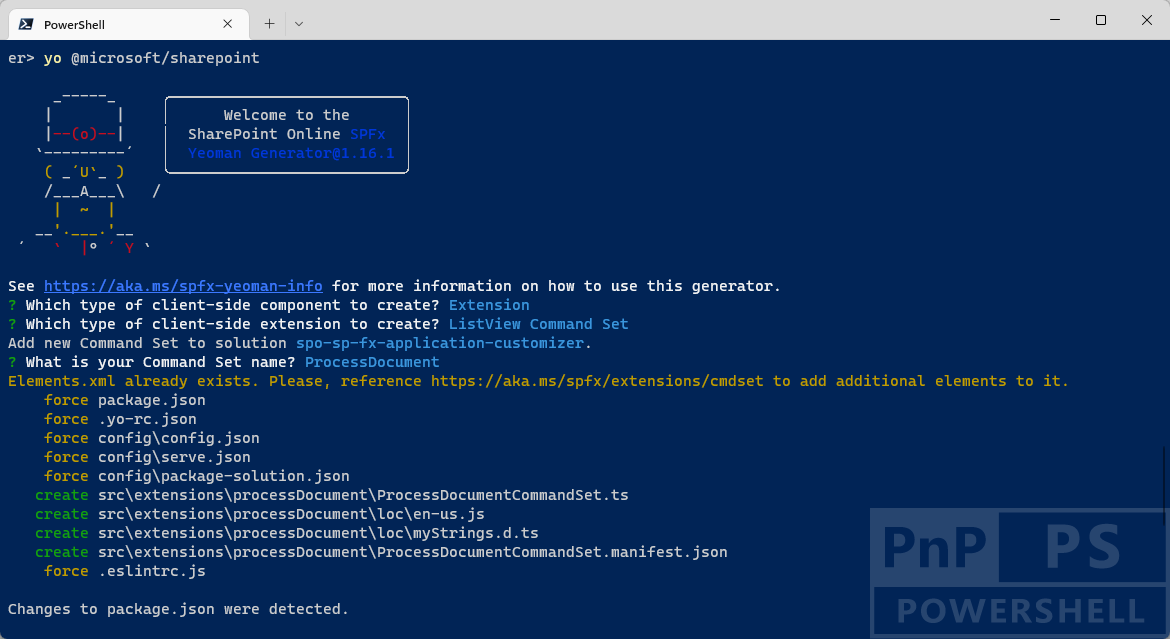 PowerShell
er> yo @microsoft/sharepoint
     _-----_
    |       |
    |--(o)--|
   `---------´
    ( _´U`_ )
    /___A___\   /
     |  ~  |
   __'.___.'__
 ´   `  |° ´ Y `
Welcome to the
SharePoint Online SPFx
Yeoman Generator@1.16.1
See https://aka.ms/spfx-yeoman-info for more information on how to use this generator.
? Which type of client-side component to create? Extension
? Which type of client-side extension to create? ListView Command Set
Add new Command Set to solution spo-sp-fx-application-customizer.
? What is your Command Set name? ProcessDocument
Elements.xml already exists. Please, reference https://aka.ms/spfx/extensions/cmdset to add additional elements to it.
    force package.json
    force .yo-rc.json
    force config\config.json
    force config\serve.json
    force config\package-solution.json
   create src\extensions\processDocument\ProcessDocumentCommandSet.ts
   create src\extensions\processDocument\loc\en-us.js
   create src\extensions\processDocument\loc\myStrings.d.ts
   create src\extensions\processDocument\ProcessDocumentCommandSet.manifest.json
    force .eslintrc.js
Changes to package.json were detected.
PnP PS
POWERSHELL